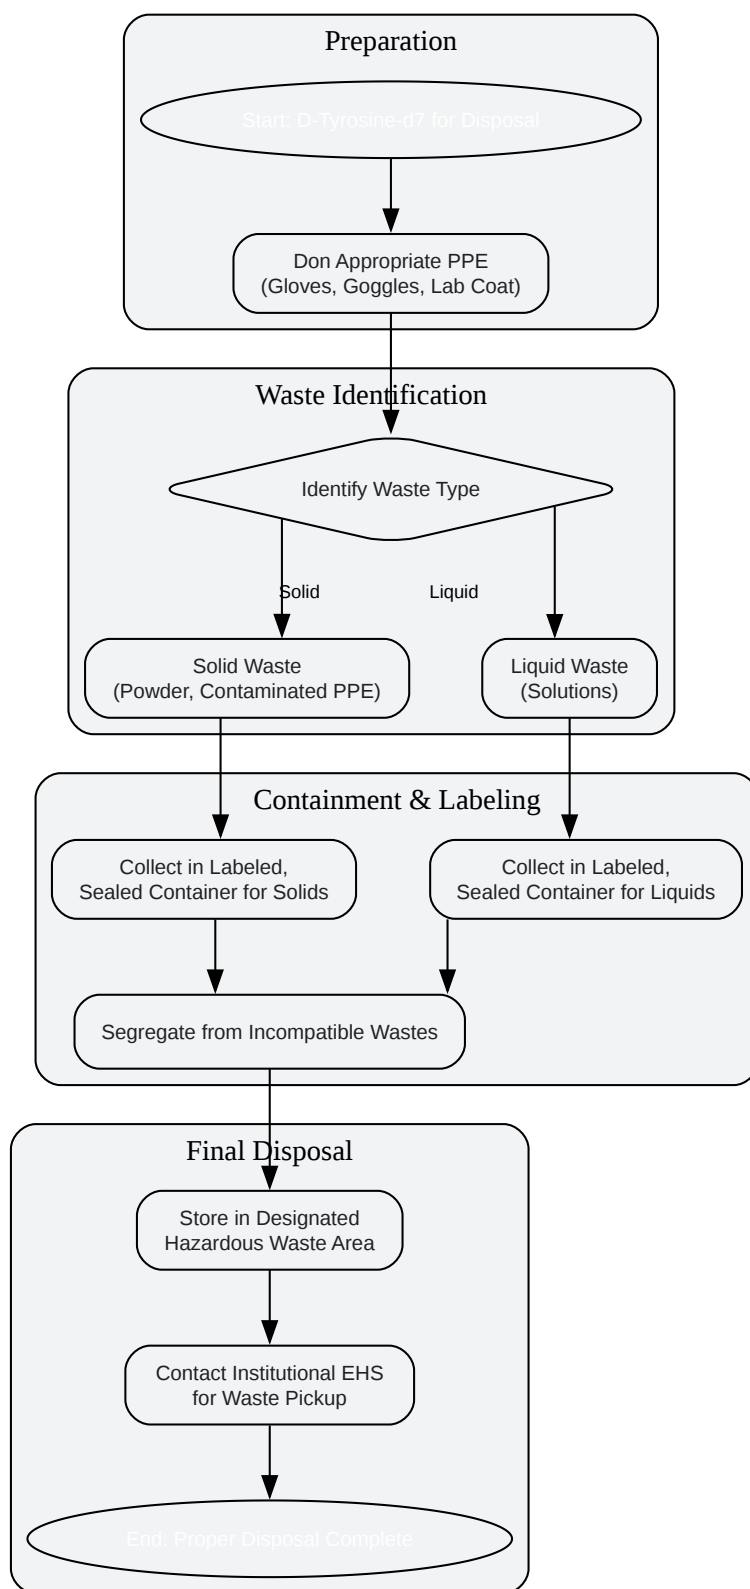 Preparation
Start: D-Tyrosine-d7 for Disposal
Don Appropriate PPE
(Gloves, Goggles, Lab Coat)
Waste Identification
Identify Waste Type
Solid
Liquid
Solid Waste
(Powder, Contaminated PPE)
Liquid Waste
(Solutions)
Containment & Labeling
Collect in Labeled,
Sealed Container for Solids
Collect in Labeled,
Sealed Container for Liquids
Segregate from Incompatible Wastes
Final Disposal
Store in Designated
Hazardous Waste Area
Contact Institutional EHS
for Waste Pickup
End: Proper Disposal Complete